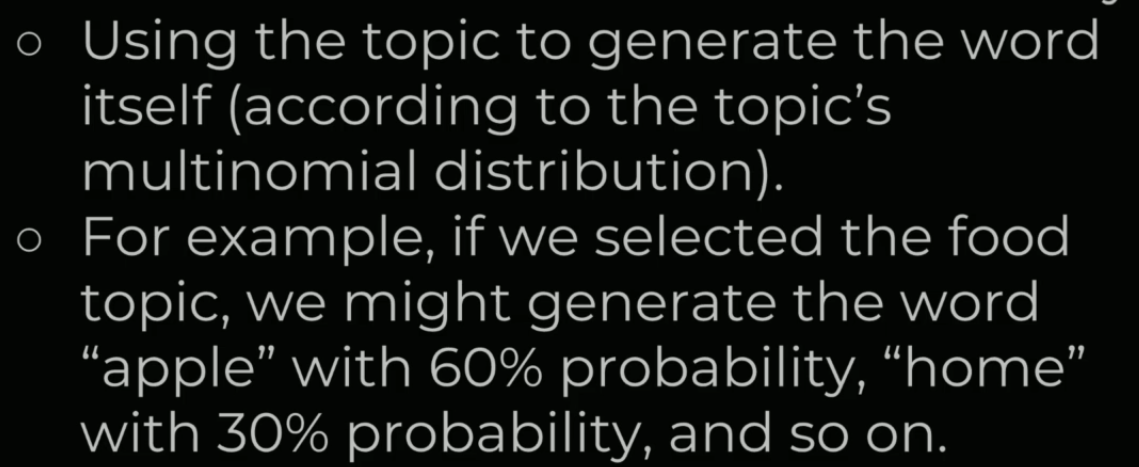 ○ Using the topic to generate the word
itself (according to the topic’s
multinomial distribution).
○ For example, if we selected the food
topic, we might generate the word
“apple” with 60% probability, “home”
with 30% probability, and so on.